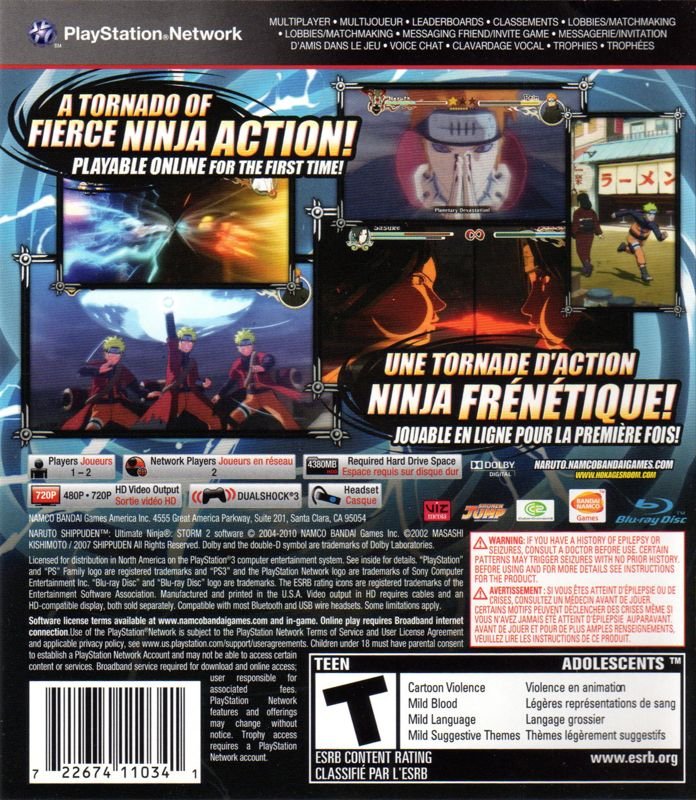 PlayStation®Network
MULTIPLAYER • MULTIJOUEUR • LEADERBOARDS • CLASSEMENTS • LOBBIES/MATCHMAKING
• LOBBIES/MATCHMAKING • MESSAGING FRIEND/INVITE GAME • MESSAGERIE/INVITATION
D'AMIS DANS LE JEU • VOICE CHAT • CLAVARDAGE VOCAL • TROPHIES • TROPHÉES
A TORNADO OF
FIERCE NINJA ACTION!
PLAYABLE ONLINE FOR THE FIRST TIME!
Naruto
Pain
Planetary Devastation!
ラーメン
Sasuke
UNE TORNADE D'ACTION
NINJA FRÉNÉTIQUE!
JOUABLE EN LIGNE POUR LA PREMIÈRE FOIS!
Players Joueurs
1 – 2
Network Players Joueurs en réseau
2
4380MB
Required Hard Drive Space
Espace requis sur disque dur
DOLBY
DIGITAL
NARUTO.NAMCOBANDAIGAMES.COM
WWW.HOKAGESROOM.COM
720P
480P • 720P
HD Video Output
Sortie vidéo HD
DUALSHOCK®3
Headset
Casque
VIZ
media
SHONEN
JUMP
CyberConnect2
BANDAI
NAMCO
Games
Blu-ray Disc™
NAMCO BANDAI Games America Inc. 4555 Great America Parkway, Suite 201, Santa Clara, CA 95054
NARUTO SHIPPUDEN™: Ultimate Ninja®: STORM 2 software © 2004-2010 NAMCO BANDAI Games Inc. ©2002 MASASHI
KISHIMOTO / 2007 SHIPPUDEN All Rights Reserved. Dolby and the double-D symbol are trademarks of Dolby Laboratories.
Licensed for distribution in North America on the PlayStation®3 computer entertainment system. See inside for details. "PlayStation"
and "PS" Family logo are registered trademarks and "PS3" and the PlayStation Network logo are trademarks of Sony Computer
Entertainment Inc. "Blu-ray Disc" and "Blu-ray Disc" logo are trademarks. The ESRB rating icons are registered trademarks of the
Entertainment Software Association. Manufactured and printed in the U.S.A. Video output in HD requires cables and an
HD-compatible display, both sold separately. Compatible with most Bluetooth and USB wire headsets. Some limitations apply.
Software license terms available at www.namcobandaigames.com and in-game. Online play requires Broadband internet
connection.Use of the PlayStation®Network is subject to the PlayStation Network Terms of Service and User License Agreement
and applicable privacy policy, see www.us.playstation.com/support/useragreements. Children under 18 must have parental consent
to establish a PlayStation Network Account and may not be able to access certain
content or services. Broadband service required for download and online access;
user responsible for
associated fees.
PlayStation Network
features and offerings
may change without
notice. Trophy access
requires a PlayStation
Network account.
WARNING: IF YOU HAVE A HISTORY OF EPILEPSY OR
SEIZURES, CONSULT A DOCTOR BEFORE USE. CERTAIN
PATTERNS MAY TRIGGER SEIZURES WITH NO PRIOR HISTORY.
BEFORE USING AND FOR MORE DETAILS SEE INSTRUCTIONS
FOR THE PRODUCT.
AVERTISSEMENT : SI VOUS ÊTES ATTEINT D'ÉPILEPSIE OU DE
CRISES, CONSULTEZ UN MÉDECIN AVANT DE JOUER.
CERTAINS MOTIFS PEUVENT DÉCLENCHER DES CRISES MÊME SI
VOUS N'AVEZ JAMAIS ÉTÉ ATTEINT D'ÉPILEPSIE AUPARAVANT.
AVANT DE JOUER ET POUR DE PLUS AMPLES RENSEIGNEMENTS,
VEUILLEZ LIRE LES INSTRUCTIONS DE CE PRODUIT.
7 22674 11034 1
TEEN
ADOLESCENTS ™
T
Cartoon Violence
Mild Blood
Mild Language
Mild Suggestive Themes
Violence en animation
Légères représentations de sang
Langage grossier
Thèmes légèrement suggestifs
ESRB CONTENT RATING
CLASSIFIÉ PAR L'ESRB
www.esrb.org